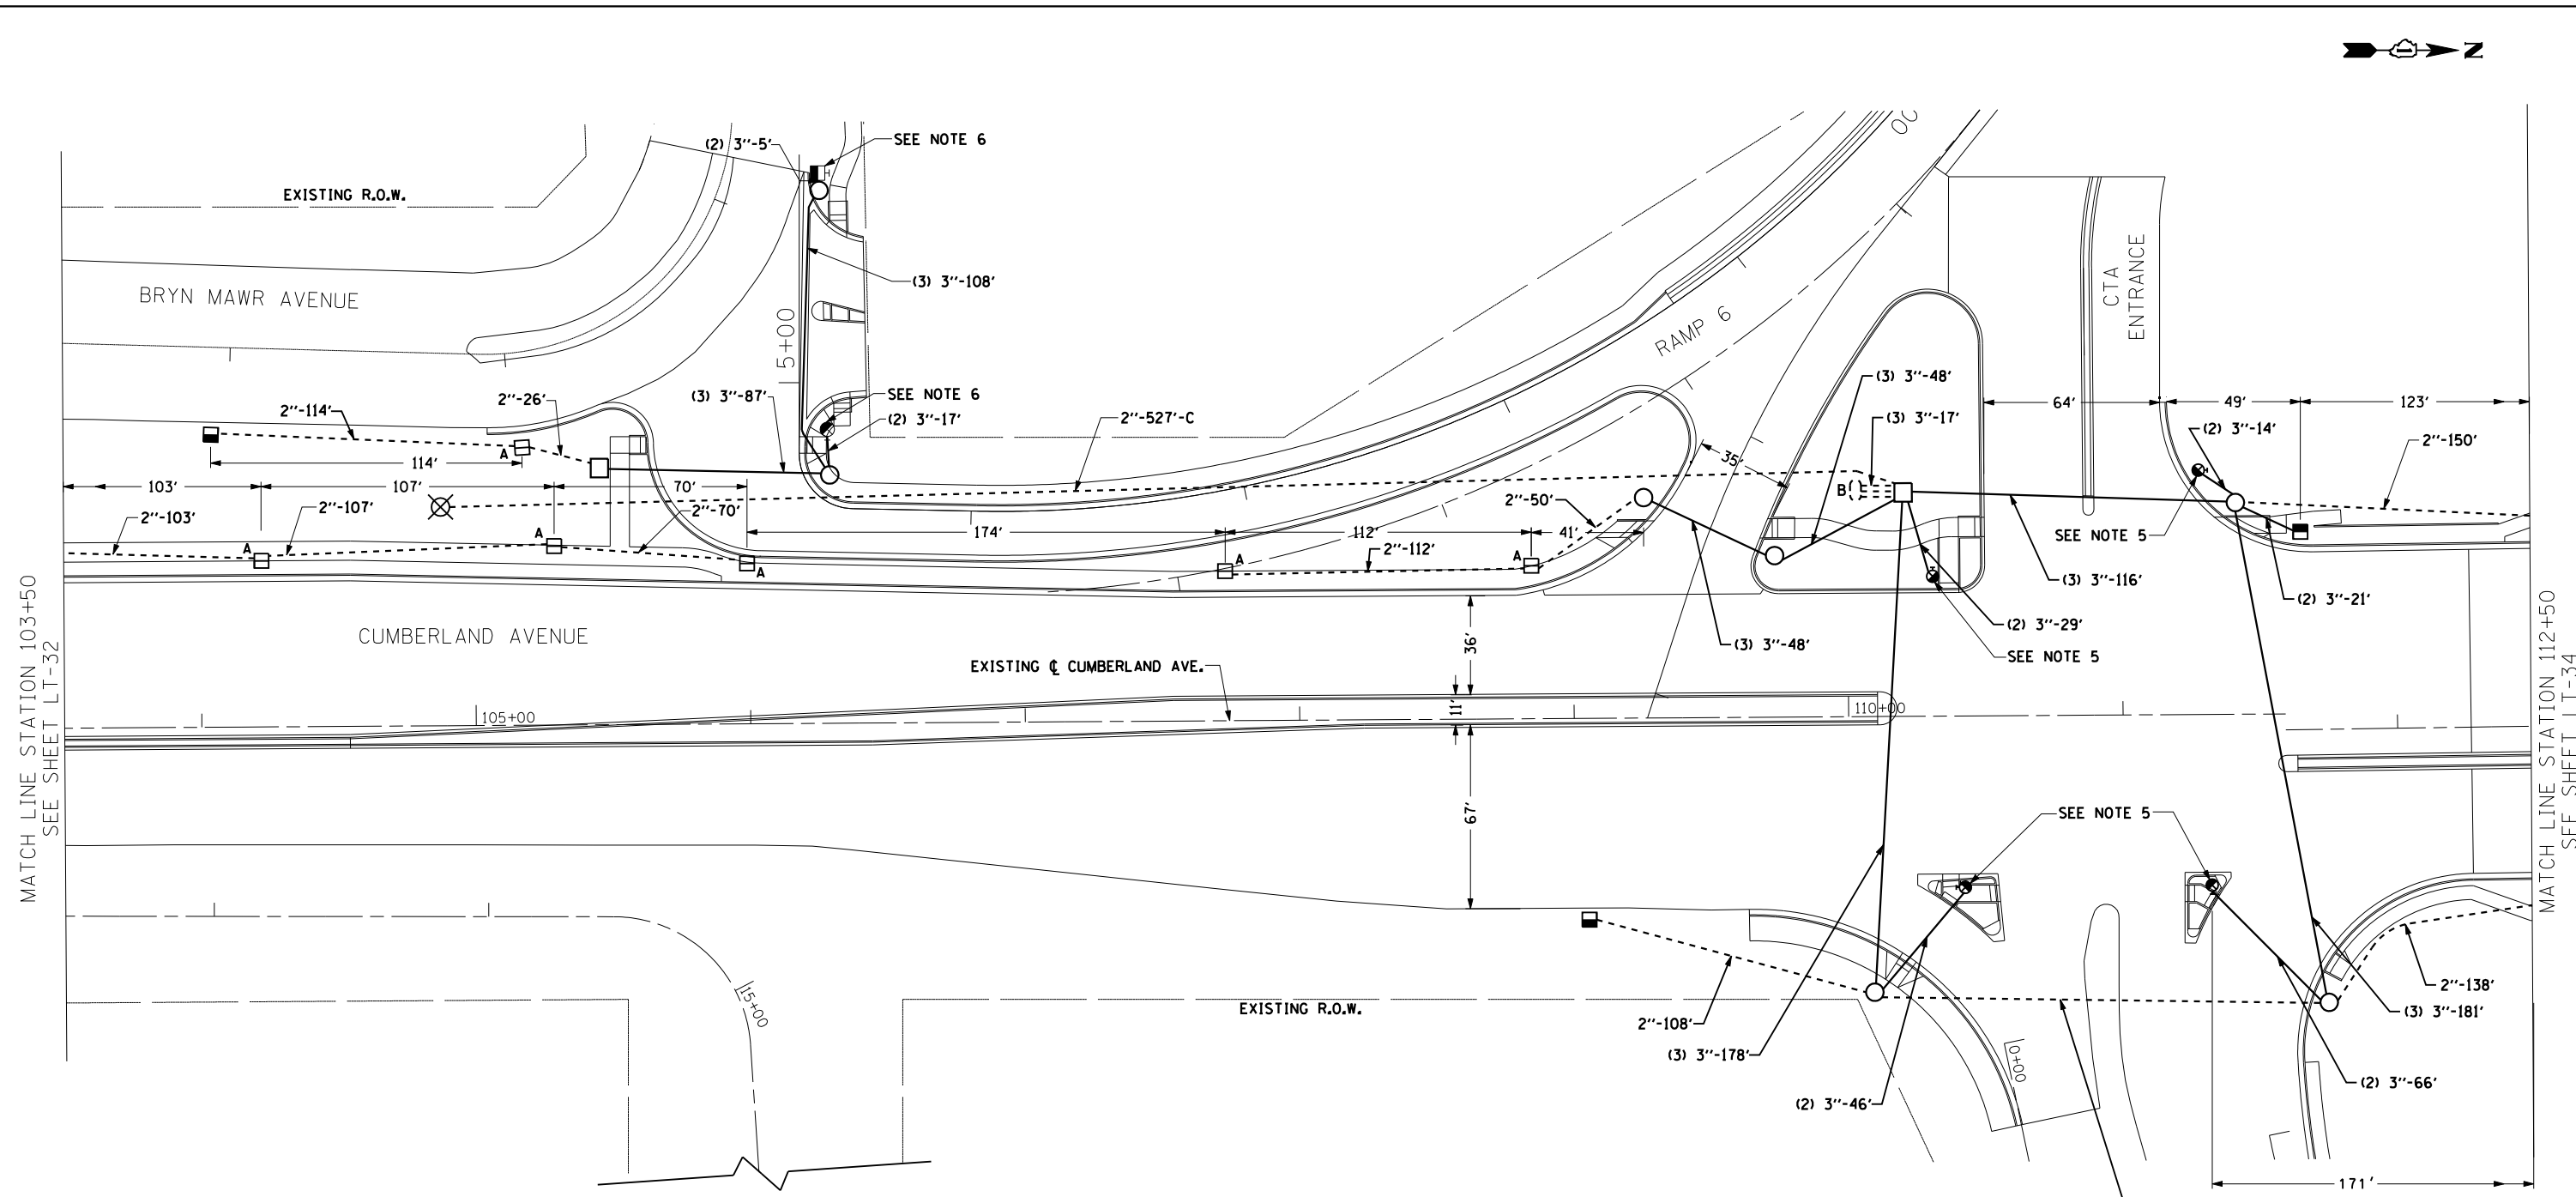 N
(2) 3"-5'
SEE NOTE 6
EXISTING R.O.W.
BRYN MAWR AVENUE
(3) 3"-108'
5+00
RAMP 6
CTA
ENTRANCE
2"-114'
2"-26'
(3) 3"-87'
SEE NOTE 6
(2) 3"-17'
2"-527'-C
(3) 3"-48'
(3) 3"-17'
64'
49'
123'
(2) 3"-14'
2"-150'
A
114'
35'
103'
107'
70'
2"-103'
2"-107'
2"-70'
2"-50'
B
SEE NOTE 5
A
A
A
174'
A
112'
2"-112'
A
41'
(3) 3"-116'
(2) 3"-21'
(2) 3"-29'
(3) 3"-48'
SEE NOTE 5
CUMBERLAND AVENUE
EXISTING ℄ CUMBERLAND AVE.
36'
11'
67'
105+00
110+00
MATCH LINE STATION 103+50
SEE SHEET LT-32
MATCH LINE STATION 112+50
SEE SHEET LT-34
SEE NOTE 5
15+00
EXISTING R.O.W.
2"-108'
(3) 3"-178'
(2) 3"-46'
0+00
2"-138'
(3) 3"-181'
(2) 3"-66'
171'